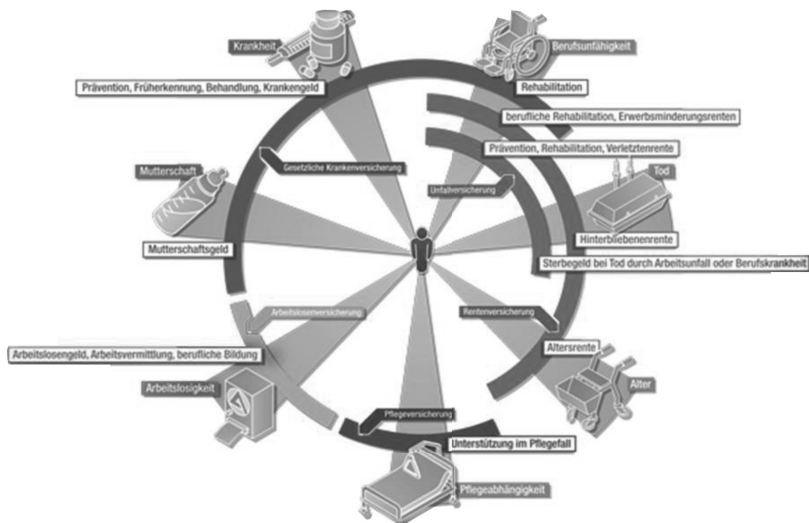 Krankheit
Berufsunfähigkeit
Prävention, Früherkennung, Behandlung, Krankengeld
Rehabilitation
berufliche Rehabilitation, Erwerbsminderungsrenten
Prävention, Rehabilitation, Verletztenrente
Gesetzliche Krankenversicherung
Mutterschaft
Tod
Unfallversicherung
Mutterschaftsgeld
Hinterbliebenenrente
Sterbegeld bei Tod durch Arbeitsunfall oder Berufskrankheit
Arbeitslosenversicherung
Rentenversicherung
Arbeitslosengeld, Arbeitsvermittlung, berufliche Bildung
Altersrente
Arbeitslosigkeit
Alter
Pflegeversicherung
Unterstützung im Pflegefall
Pflegeabhängigkeit